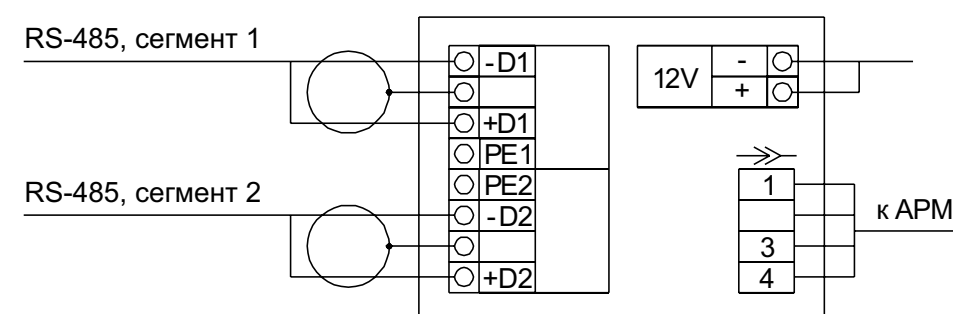 RS-485, сегмент 1
-D1
+D1
PE1
PE2
-D2
+D2
RS-485, сегмент 2
12V
-
+
1
3
4
к АРМ